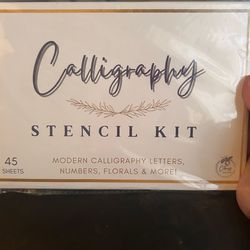 Calligraphy
STENCIL KIT
45
SHEETS
MODERN CALLIGRAPHY LETTERS,
NUMBERS, FLORALS & MORE!